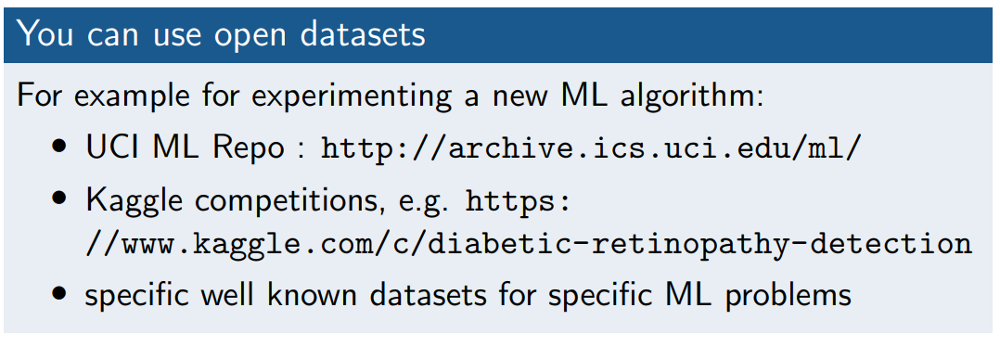 You can use open datasets
For example for experimenting a new ML algorithm:
• UCI ML Repo : http://archive.ics.uci.edu/ml/
• Kaggle competitions, e.g. https:
//www.kaggle.com/c/diabetic-retinopathy-detection
• specific well known datasets for specific ML problems